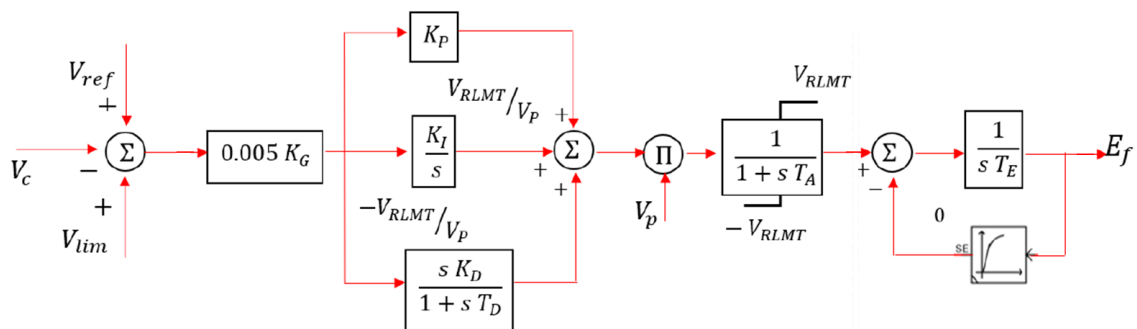 V_ref
+
V_c
−
Σ
+
V_lim
0.005 K_G
K_P
V_RLMT/V_P
K_I
s
−V_RLMT/V_P
s K_D
1 + s T_D
+
+
+
Σ
Π
V_p
V_RLMT
1
1 + s T_A
− V_RLMT
+
−
Σ
1
s T_E
E_f
0
SE